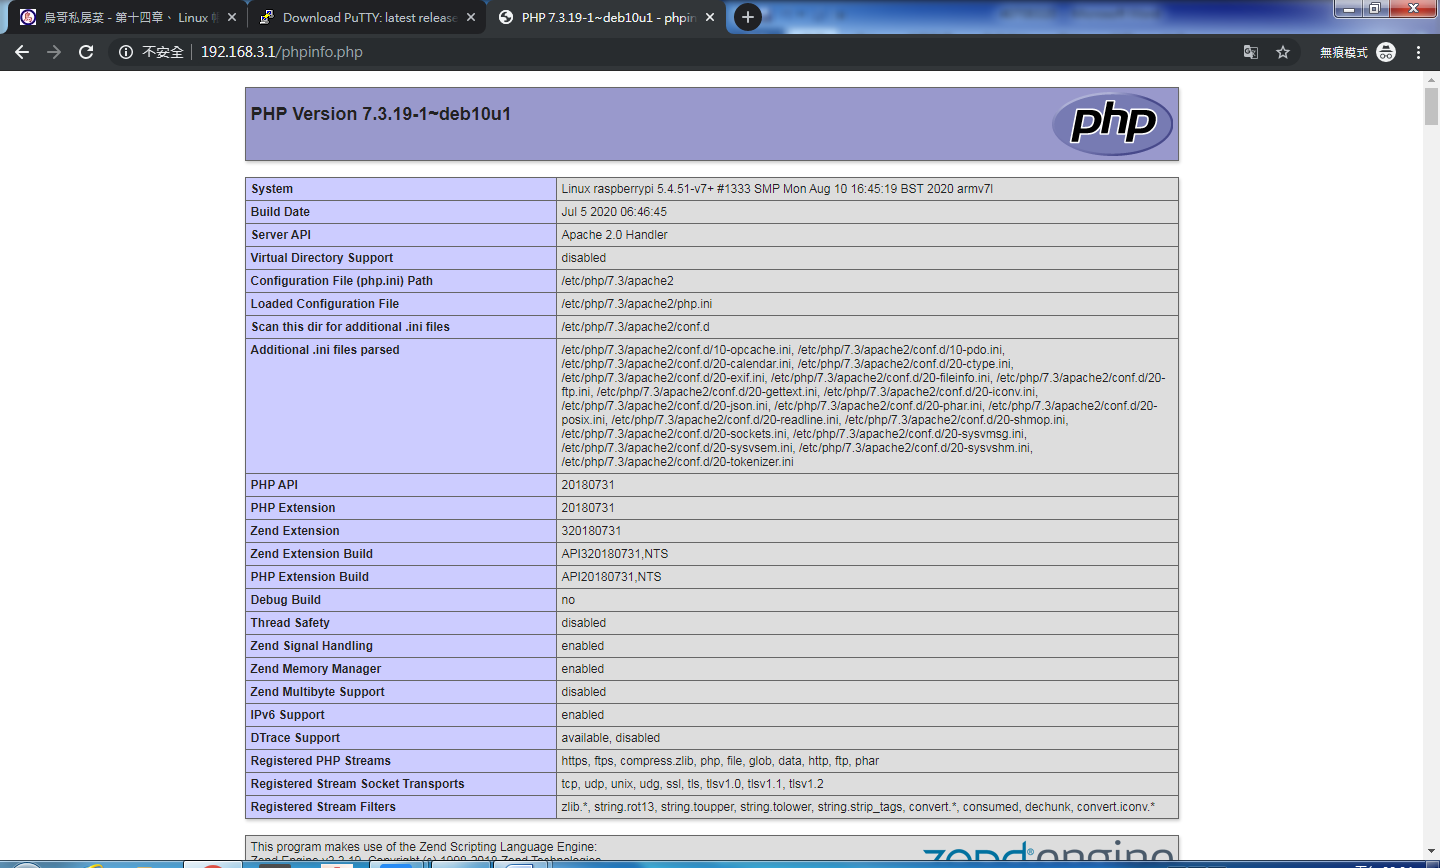 鳥哥私房菜 - 第十四章、Linux
Download PuTTY: latest release
PHP 7.3.19-1~deb10u1 - phpin
不安全 192.168.3.1/phpinfo.php 無痕模式
PHP Version 7.3.19-1~deb10u1
php
System Linux raspberrypi 5.4.51-v7+ #1333 SMP Mon Aug 10 16:45:19 BST 2020 armv7l
Build Date Jul 5 2020 06:46:45
Server API Apache 2.0 Handler
Virtual Directory Support disabled
Configuration File (php.ini) Path /etc/php/7.3/apache2
Loaded Configuration File /etc/php/7.3/apache2/php.ini
Scan this dir for additional .ini files /etc/php/7.3/apache2/conf.d
Additional .ini files parsed /etc/php/7.3/apache2/conf.d/10-opcache.ini, /etc/php/7.3/apache2/conf.d/10-pdo.ini,
/etc/php/7.3/apache2/conf.d/20-calendar.ini, /etc/php/7.3/apache2/conf.d/20-ctype.ini,
/etc/php/7.3/apache2/conf.d/20-exif.ini, /etc/php/7.3/apache2/conf.d/20-fileinfo.ini, /etc/php/7.3/apache2/conf.d/20-
ftp.ini, /etc/php/7.3/apache2/conf.d/20-gettext.ini, /etc/php/7.3/apache2/conf.d/20-iconv.ini,
/etc/php/7.3/apache2/conf.d/20-json.ini, /etc/php/7.3/apache2/conf.d/20-phar.ini, /etc/php/7.3/apache2/conf.d/20-
posix.ini, /etc/php/7.3/apache2/conf.d/20-readline.ini, /etc/php/7.3/apache2/conf.d/20-shmop.ini,
/etc/php/7.3/apache2/conf.d/20-sockets.ini, /etc/php/7.3/apache2/conf.d/20-sysvmsg.ini,
/etc/php/7.3/apache2/conf.d/20-sysvsem.ini, /etc/php/7.3/apache2/conf.d/20-sysvshm.ini,
/etc/php/7.3/apache2/conf.d/20-tokenizer.ini
PHP API 20180731
PHP Extension 20180731
Zend Extension 320180731
Zend Extension Build API320180731,NTS
PHP Extension Build API20180731,NTS
Debug Build no
Thread Safety disabled
Zend Signal Handling enabled
Zend Memory Manager enabled
Zend Multibyte Support disabled
IPv6 Support enabled
DTrace Support available, disabled
Registered PHP Streams https, ftps, compress.zlib, php, file, glob, data, http, ftp, phar
Registered Stream Socket Transports tcp, udp, unix, udg, ssl, tls, tlsv1.0, tlsv1.1, tlsv1.2
Registered Stream Filters zlib.*, string.rot13, string.toupper, string.tolower, string.strip_tags, convert.*, consumed, dechunk, convert.iconv.*
This program makes use of the Zend Scripting Language Engine:
Zend Engine v3.3.19, Copyright (c) 1998-2018 Zend Technologies
zend engine